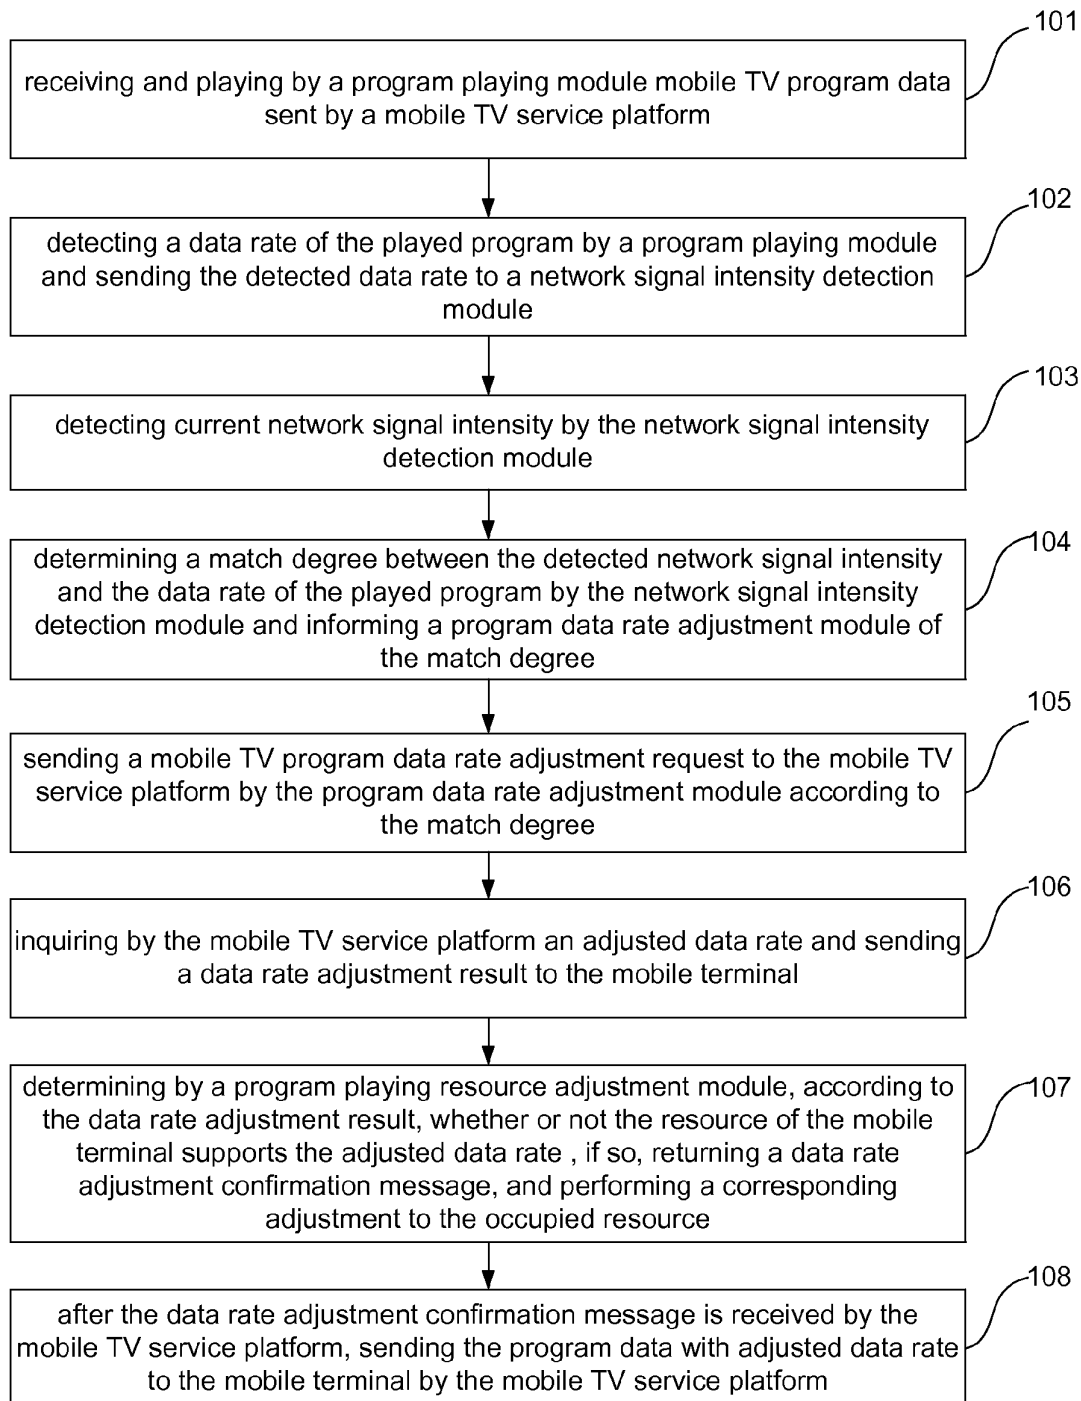 101
receiving and playing by a program playing module mobile TV program data
sent by a mobile TV service platform
102
detecting a data rate of the played program by a program playing module
and sending the detected data rate to a network signal intensity detection
module
103
detecting current network signal intensity by the network signal intensity
detection module
104
determining a match degree between the detected network signal intensity
and the data rate of the played program by the network signal intensity
detection module and informing a program data rate adjustment module of
the match degree
105
sending a mobile TV program data rate adjustment request to the mobile TV
service platform by the program data rate adjustment module according to
the match degree
106
inquiring by the mobile TV service platform an adjusted data rate and sending
a data rate adjustment result to the mobile terminal
107
determining by a program playing resource adjustment module, according to
the data rate adjustment result, whether or not the resource of the mobile
terminal supports the adjusted data rate , if so, returning a data rate
adjustment confirmation message, and performing a corresponding
adjustment to the occupied resource
108
after the data rate adjustment confirmation message is received by the
mobile TV service platform, sending the program data with adjusted data rate
to the mobile terminal by the mobile TV service platform